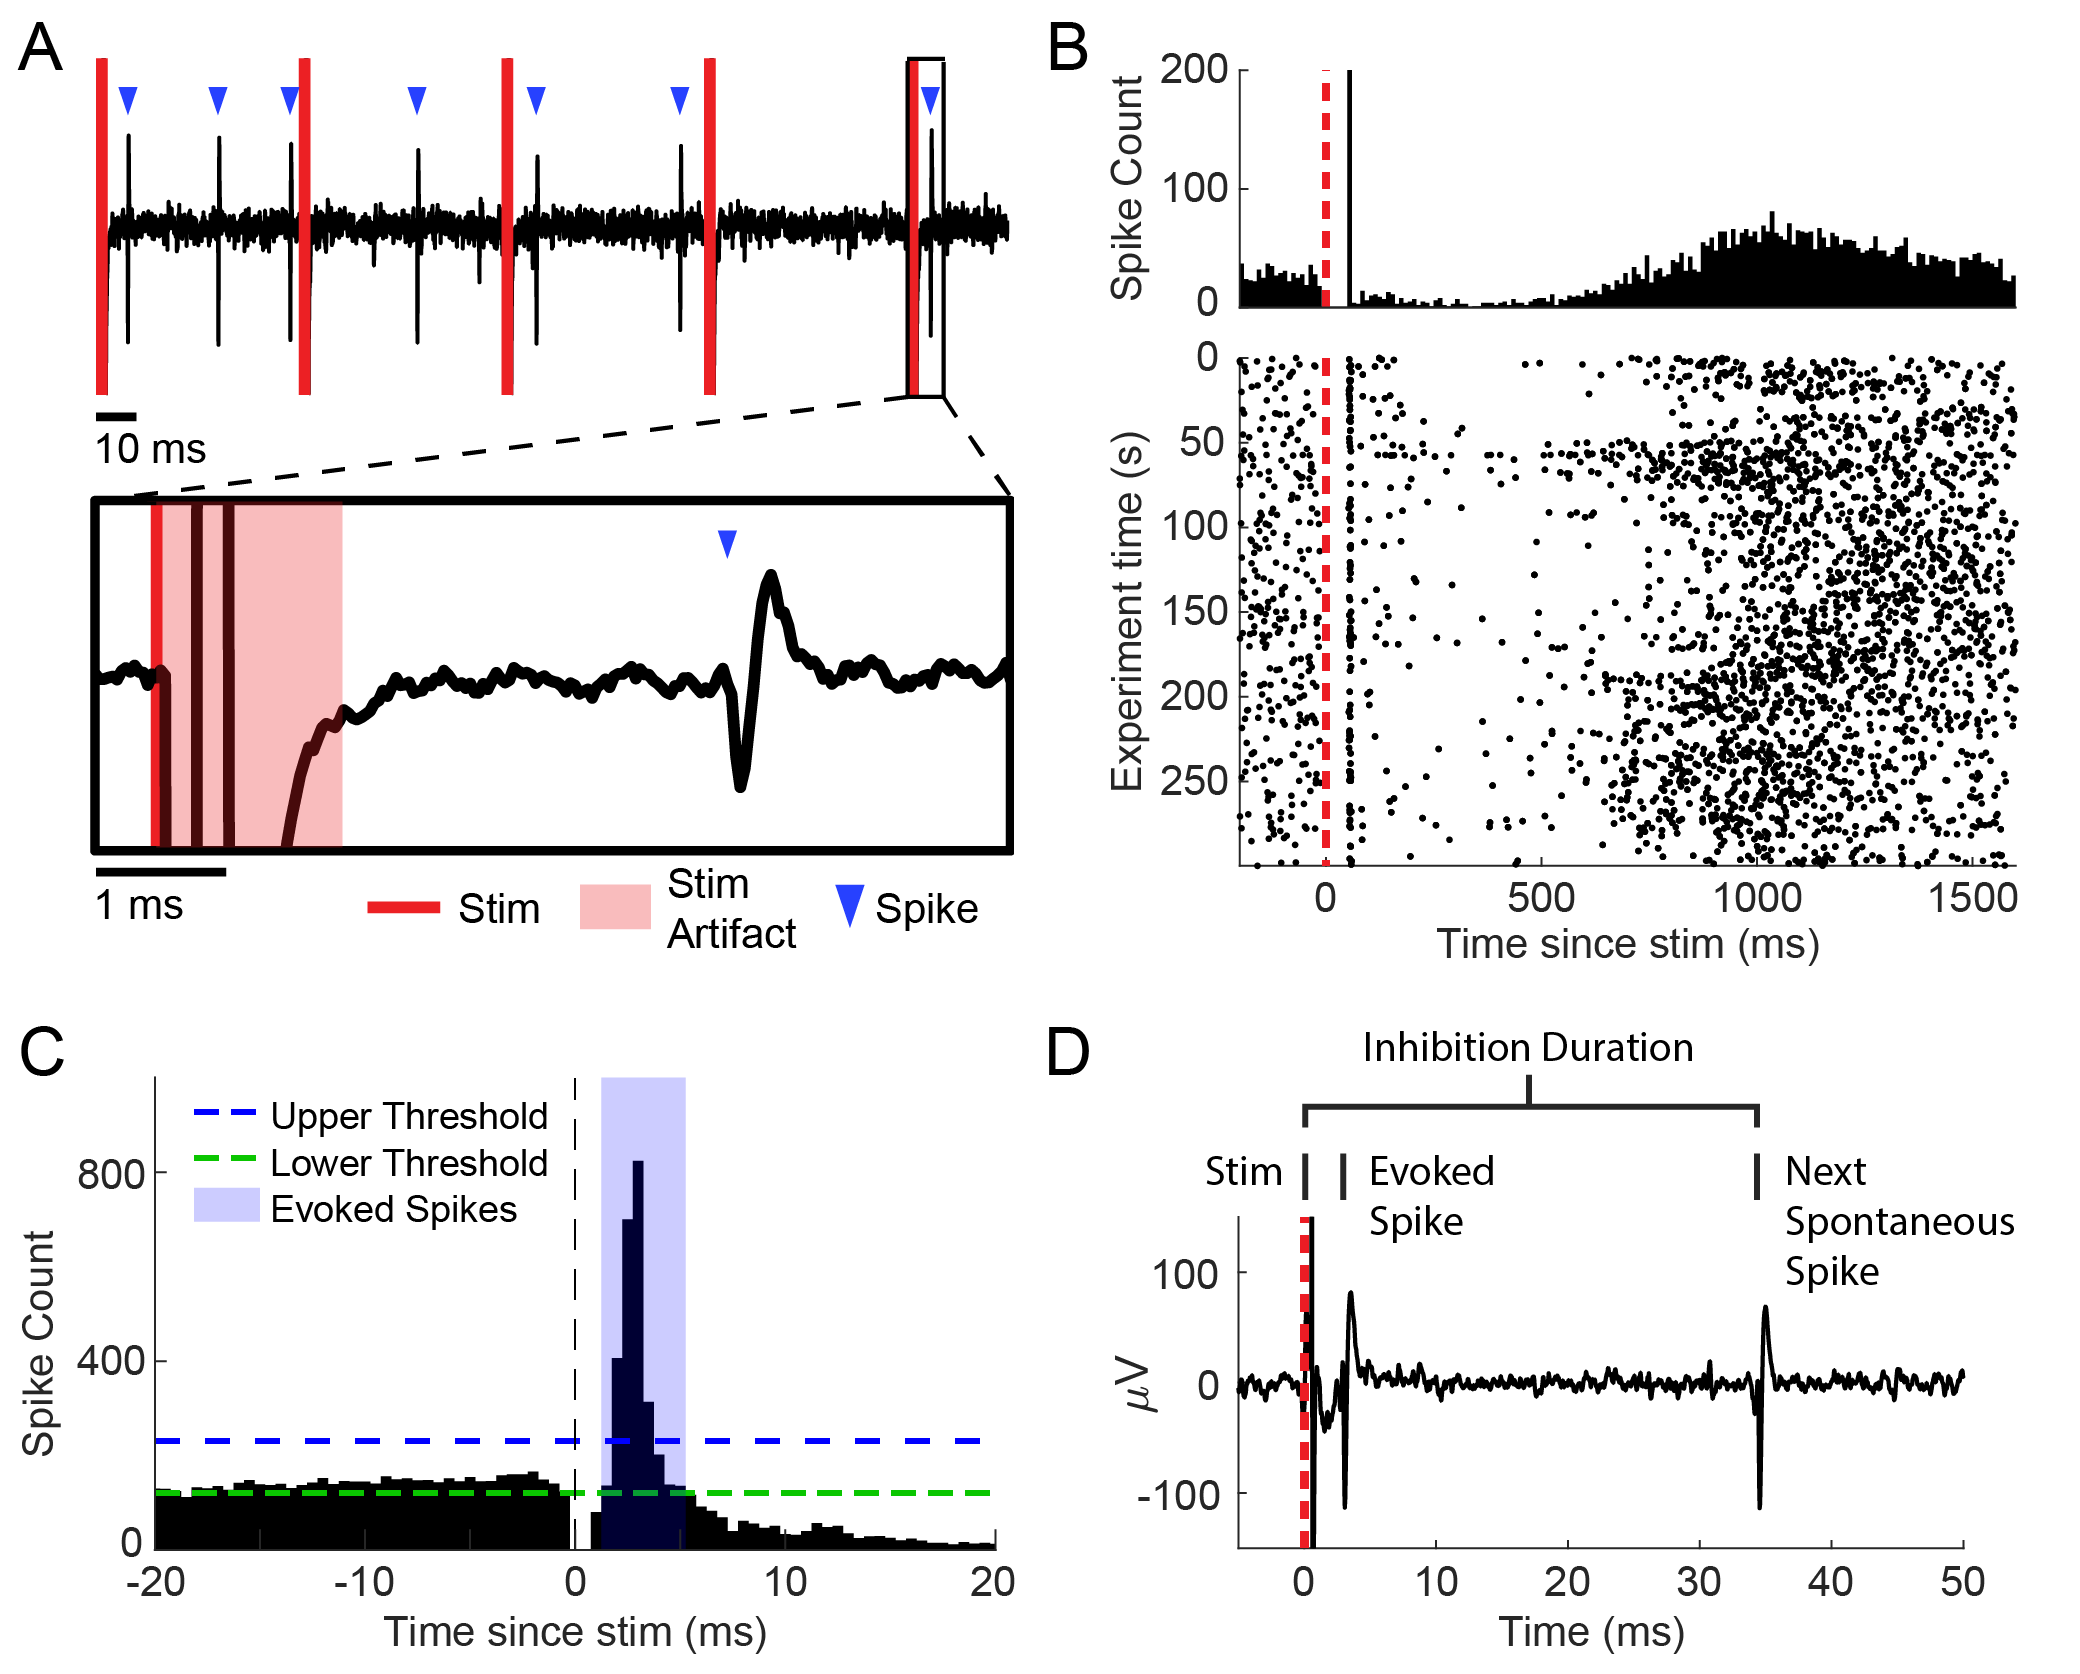 A
10 ms
1 ms
Stim
Stim
Artifact
Spike
B
200
100
0
Spike Count
0
50
100
150
200
250
Experiment time (s)
0
500
1000
1500
Time since stim (ms)
C
Upper Threshold
Lower Threshold
Evoked Spikes
800
400
0
Spike Count
-20
-10
0
10
20
Time since stim (ms)
D
Inhibition Duration
Stim
Evoked
Spike
Next
Spontaneous
Spike
100
0
-100
μV
0
10
20
30
40
50
Time (ms)